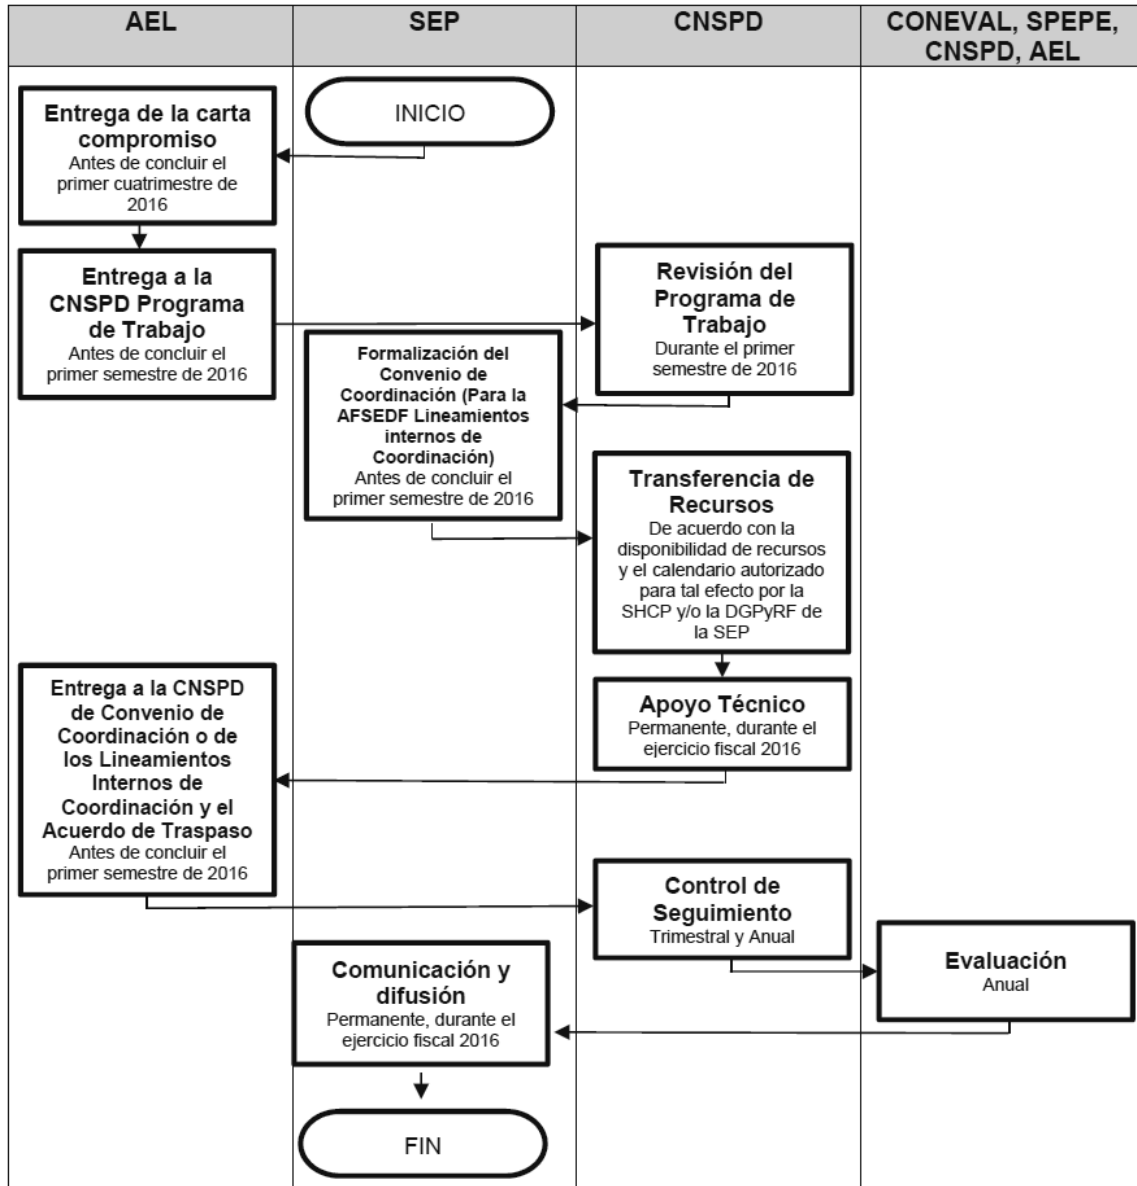 AEL
SEP
CNSPD
CONEVAL, SPEPE,
CNSPD, AEL
INICIO
Entrega de la carta
compromiso
Antes de concluir el
primer cuatrimestre de
2016
Entrega a la
CNSPD Programa
de Trabajo
Antes de concluir el
primer semestre de 2016
Revisión del
Programa de
Trabajo
Durante el primer
semestre de 2016
Formalización del
Convenio de
Coordinación (Para la
AFSEDF Lineamientos
internos de
Coordinación)
Antes de concluir el
primer semestre de 2016
Transferencia de
Recursos
De acuerdo con la
disponibilidad de recursos
y el calendario autorizado
para tal efecto por la
SHCP y/o la DGPyRF de
la SEP
Apoyo Técnico
Permanente, durante el
ejercicio fiscal 2016
Entrega a la CNSPD
de Convenio de
Coordinación o de
los Lineamientos
Internos de
Coordinación y el
Acuerdo de Traspaso
Antes de concluir el
primer semestre de 2016
Control de
Seguimiento
Trimestral y Anual
Evaluación
Anual
Comunicación y
difusión
Permanente, durante el
ejercicio fiscal 2016
FIN